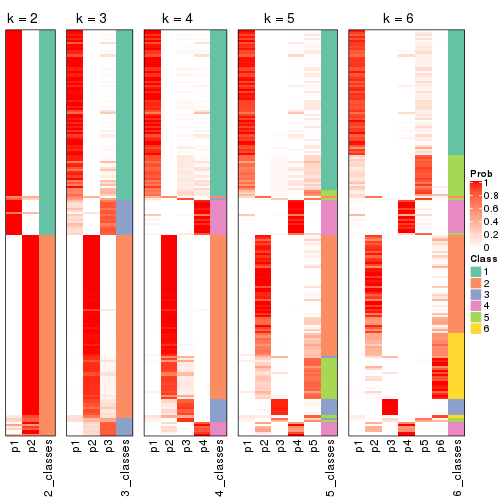 k = 2
k = 3
k = 4
k = 5
k = 6
Prob
1
0.8
0.6
0.4
0.2
0
Class
1
2
3
4
5
6
p1
p2
2_classes
p1
p2
p3
3_classes
p1
p2
p3
p4
4_classes
p1
p2
p3
p4
p5
5_classes
p1
p2
p3
p4
p5
p6
6_classes